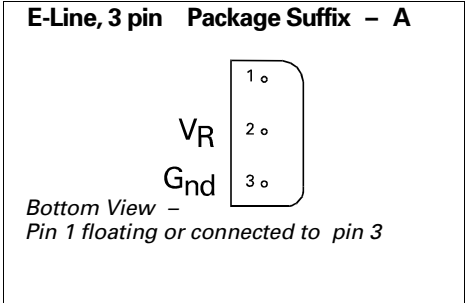 E-Line, 3 pin Package Suffix – A
1
VR 2
Gnd 3
Bottom View –
Pin 1 floating or connected to pin 3